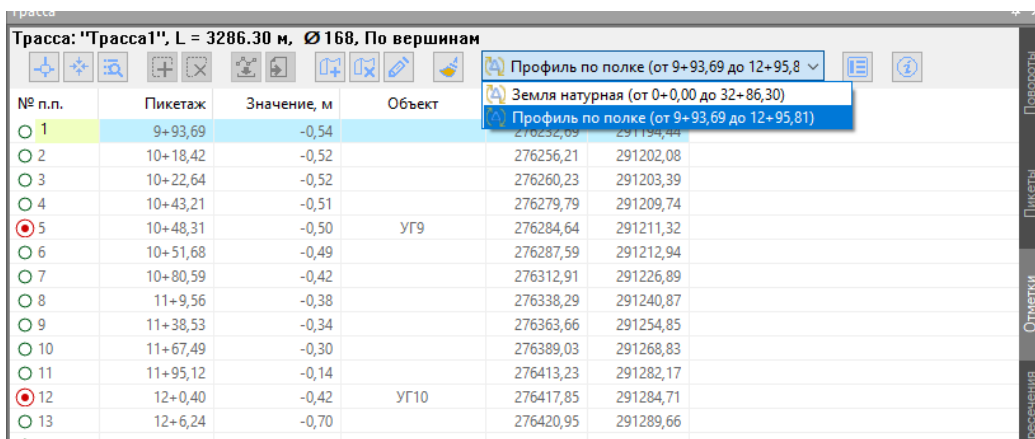 Трасса
Трасса: "Трасса1", L = 3286.30 м, Ø 168, По вершинам
Профиль по полке (от 9+93,69 до 12+95,8
Земля натурная (от 0+0,00 до 32+86,30)
Профиль по полке (от 9+93,69 до 12+95,81)
№ п.п. Пикетаж Значение, м Объект
1 9+93,69 -0,54 276232,69 291194,44
2 10+18,42 -0,52 276256,21 291202,08
3 10+22,64 -0,52 276260,23 291203,39
4 10+43,21 -0,51 276279,79 291209,74
5 10+48,31 -0,50 УГ9 276284,64 291211,32
6 10+51,68 -0,49 276287,59 291212,94
7 10+80,59 -0,42 276312,91 291226,89
8 11+9,56 -0,38 276338,29 291240,87
9 11+38,53 -0,34 276363,66 291254,85
10 11+67,49 -0,30 276389,03 291268,83
11 11+95,12 -0,14 276413,23 291282,17
12 12+0,40 -0,42 УГ10 276417,85 291284,71
13 12+6,24 -0,70 276420,95 291289,66
Повороты
Пикеты
Отметки